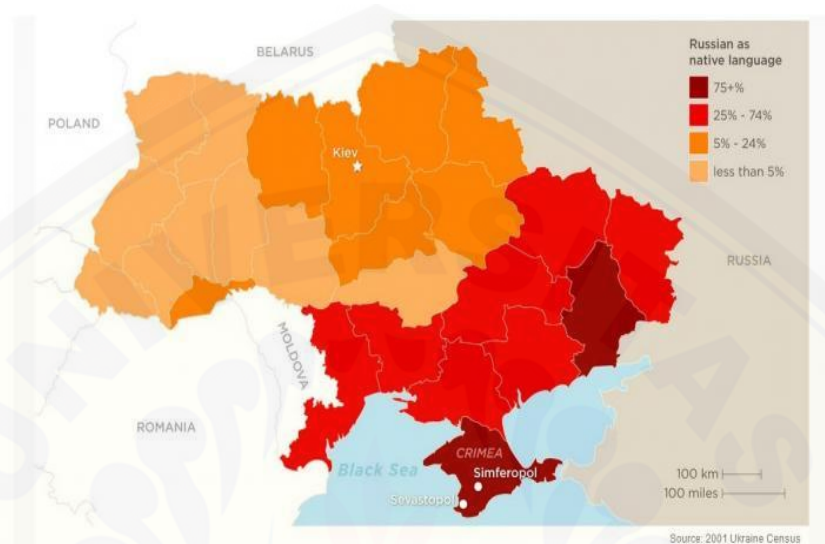 BELARUS
Russian as
native language
75+%
25% - 74%
5% - 24%
less than 5%
POLAND
Kiev
RUSSIA
MOLDOVA
ROMANIA
CRIMEA
Simferopol
Black Sea
Sevastopol
100 km
100 miles
Source: 2001 Ukraine Census
UNIVERSITAS